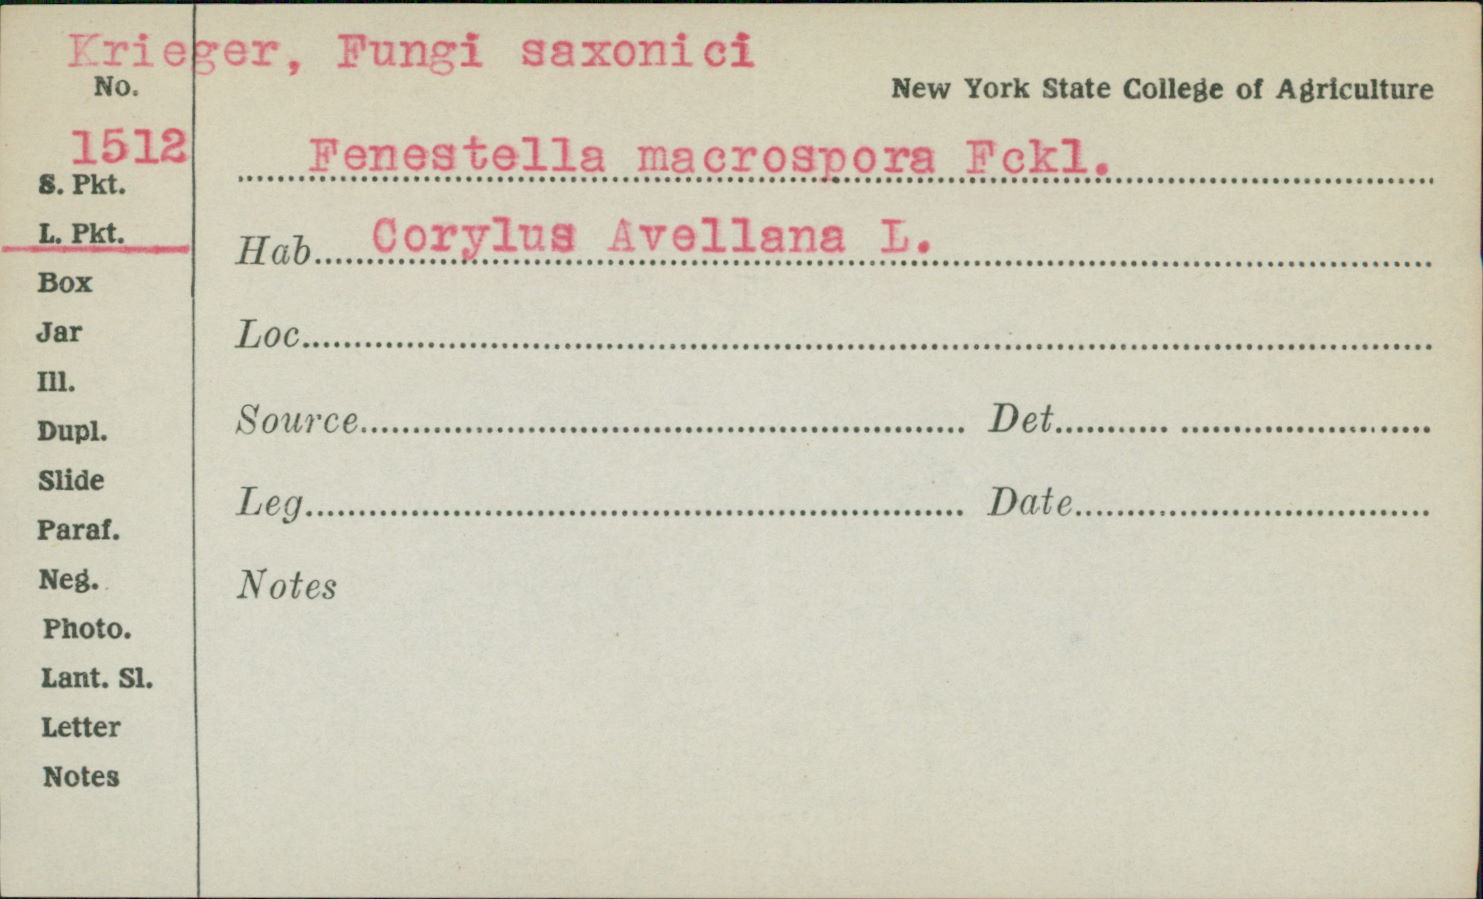 Krieger, Fungi saxonici
No.
New York State College of Agriculture
1512
Fenestella macrospora Fckl.
S. Pkt.
L. Pkt.
Hab. Corylus Avellana L.
Box
Jar
Loc.
Ill.
Dupl.
Source Det.
Slide
Leg. Date
Paraf.
Neg.
Notes
Photo.
Lant. Sl.
Letter
Notes